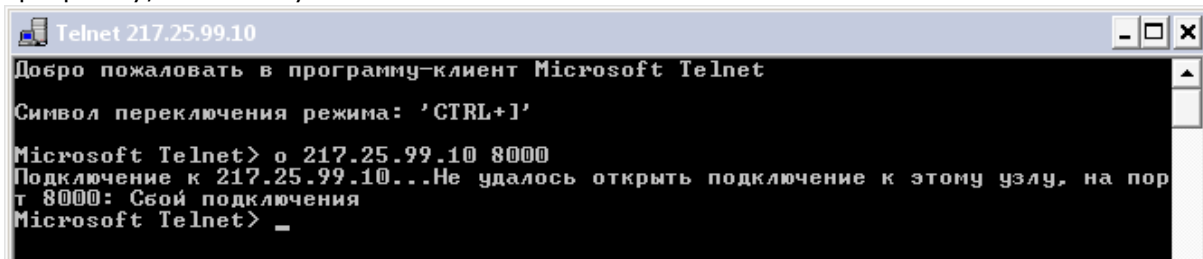 Telnet 217.25.99.10
Добро пожаловать в программу-клиент Microsoft Telnet
Символ переключения режима: 'CTRL+]'
Microsoft Telnet> o 217.25.99.10 8000
Подключение к 217.25.99.10...Не удалось открыть подключение к этому узлу, на пор
т 8000: Сбой подключения
Microsoft Telnet> _